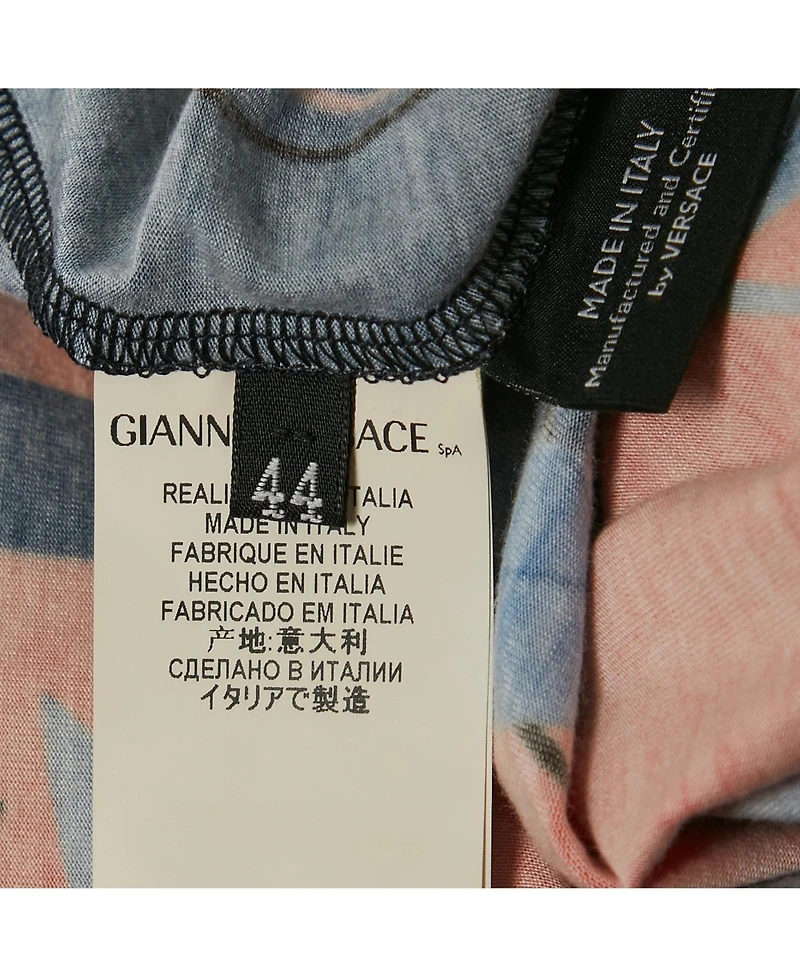 MADE IN ITALY
Manufactured and Certifi
by VERSACE
GIANN ACE SpA
44
REALI TALIA
MADE IN ITALY
FABRIQUE EN ITALIE
HECHO EN ITALIA
FABRICADO EM ITALIA
产地:意大利
СДЕЛАНО В ИТАЛИИ
イタリアで製造